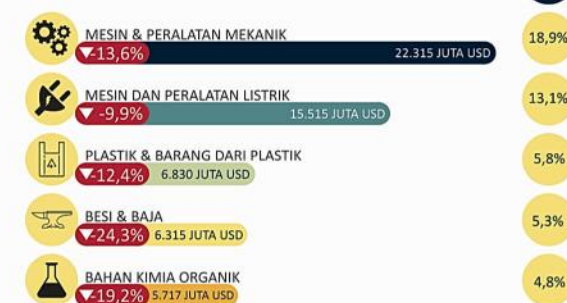 MESIN & PERALATAN MEKANIK
-13,6%
22.315 JUTA USD
18,9%
MESIN DAN PERALATAN LISTRIK
-9,9%
15.515 JUTA USD
13,1%
PLASTIK & BARANG DARI PLASTIK
-12,4%
6.830 JUTA USD
5,8%
BESI & BAJA
-24,3%
6.315 JUTA USD
5,3%
BAHAN KIMIA ORGANIK
-19,2%
5.717 JUTA USD
4,8%